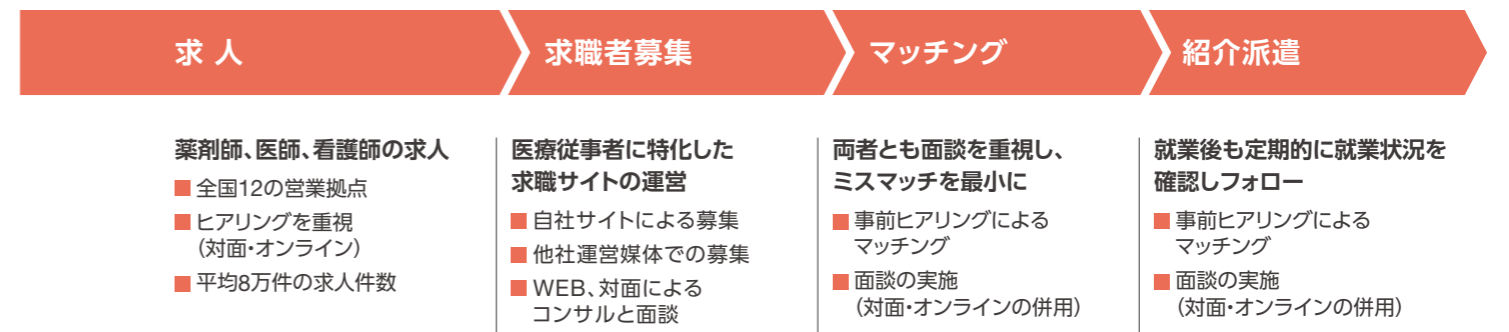 求 人
求職者募集
マッチング
紹介派遣
薬剤師、医師、看護師の求人
全国12の営業拠点
ヒアリングを重視
(対面・オンライン)
平均8万件の求人件数
医療従事者に特化した
求職サイトの運営
自社サイトによる募集
他社運営媒体での募集
WEB、対面による
コンサルと面談
両者とも面談を重視し、
ミスマッチを最小に
事前ヒアリングによる
マッチング
面談の実施
(対面・オンラインの併用)
就業後も定期的に就業状況を
確認しフォロー
事前ヒアリングによる
マッチング
面談の実施
(対面・オンラインの併用)